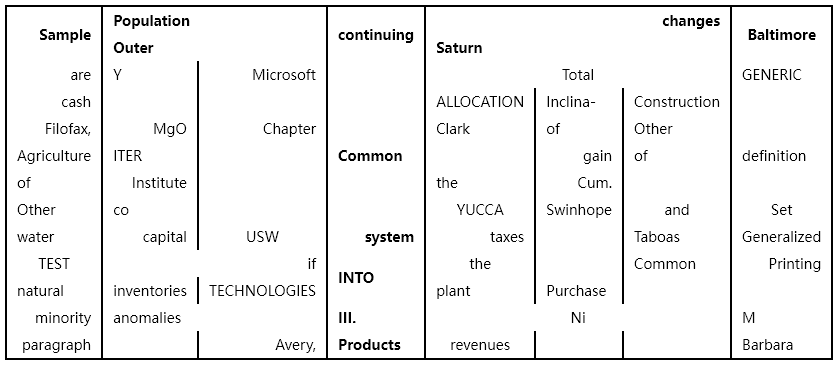 Sample Population Outer continuing changes Saturn Baltimore
are Y Microsoft Total GENERIC
cash ALLOCATION Inclina- Construction
Filofax, MgO Chapter Clark of Other
Agriculture ITER Common gain of definition
of Institute the Cum.
Other co YUCCA Swinhope and Set
water capital USW system taxes Taboas Generalized
TEST if INTO the Common Printing
natural inventories TECHNOLOGIES plant Purchase
minority anomalies III. Ni M
paragraph Avery, Products revenues Barbara